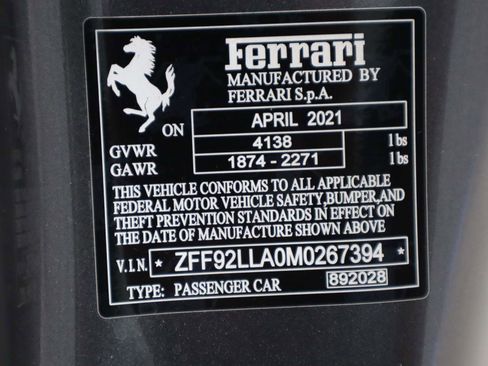 Ferrari
MANUFACTURED BY
FERRARI S.p.A.
ON APRIL 2021
GVWR 4138 lbs
GAWR 1874 - 2271 lbs
THIS VEHICLE CONFORMS TO ALL APPLICABLE
FEDERAL MOTOR VEHICLE SAFETY, BUMPER, AND
THEFT PREVENTION STANDARDS IN EFFECT ON
THE DATE OF MANUFACTURE SHOWN ABOVE
V.I.N. * ZFF92LLA0M0267394 *
TYPE: PASSENGER CAR 892028